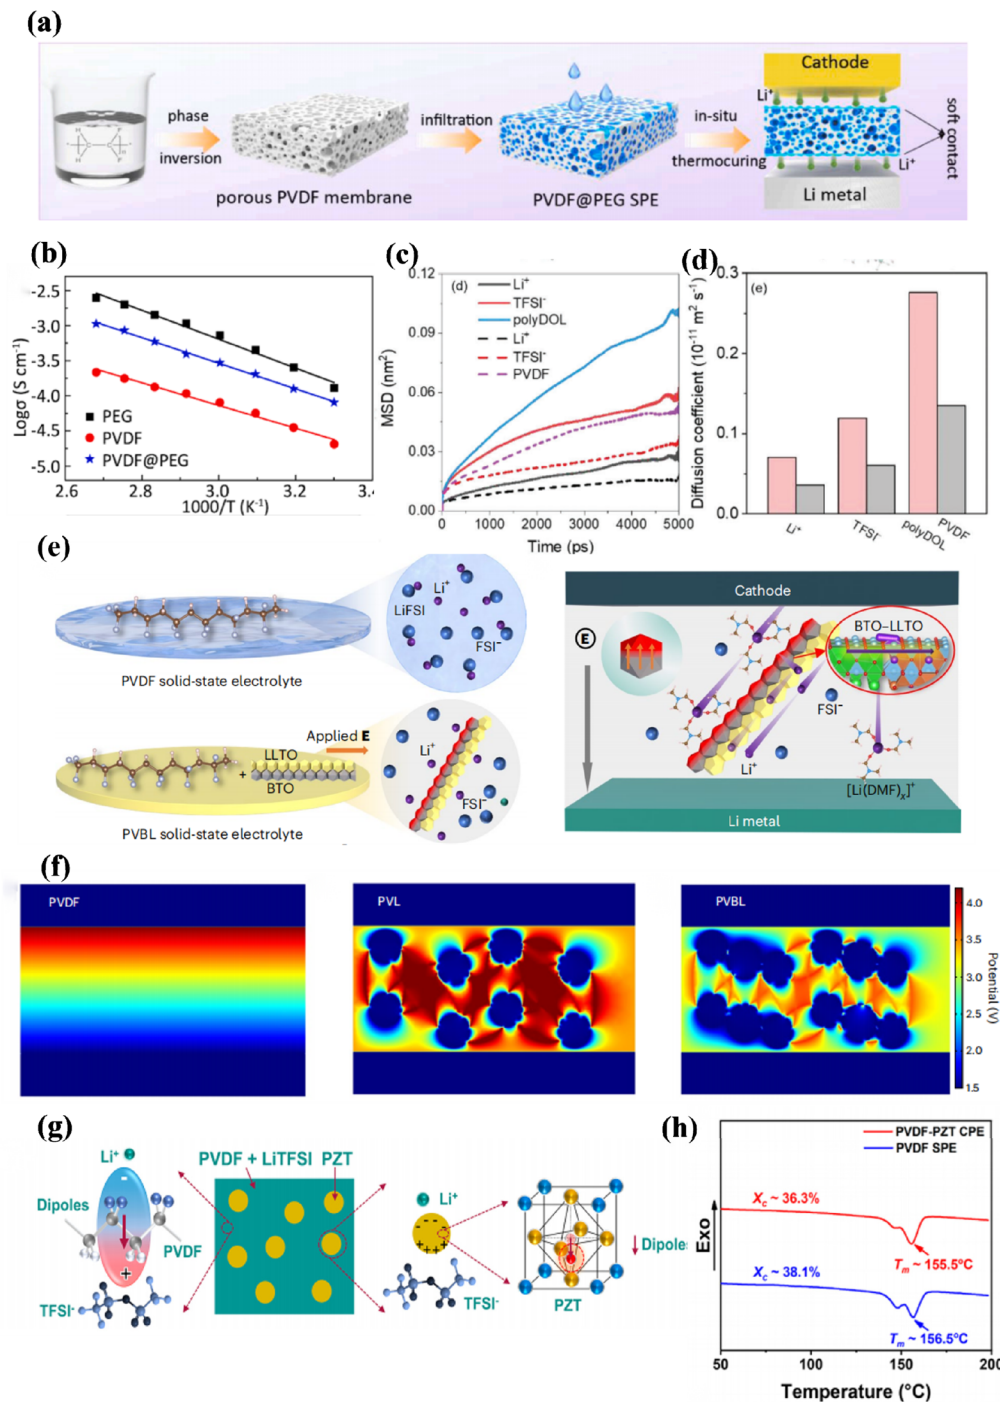 (a)
phase
inversion
porous PVDF membrane
infiltration
PVDF@PEG SPE
in-situ
thermocuring
Cathode
Li⁺
Li⁺
Li metal
soft contact
(b)
Logσ (S cm⁻¹)
-2.5
-3.0
-3.5
-4.0
-4.5
-5.0
PEG
PVDF
PVDF@PEG
2.6
2.8
3.0
3.2
3.4
1000/T (K⁻¹)
(c)
(d)
MSD (nm²)
0.12
0.09
0.06
0.03
0.00
Li⁺
TFSI⁻
polyDOL
Li⁺
TFSI⁻
PVDF
0
1000
2000
3000
4000
5000
Time (ps)
(d)
(e)
Diffusion coefficient (10⁻¹¹ m² s⁻¹)
0.3
0.2
0.1
0.0
Li⁺
TFSI⁻
polyDOL
PVDF
(e)
PVDF solid-state electrolyte
Li⁺
LiFSI
FSI⁻
Applied E
LLTO
+
BTO
PVBL solid-state electrolyte
Li⁺
FSI⁻
Cathode
E
BTO–LLTO
FSI⁻
Li⁺
[Li(DMF)ₓ]⁺
Li metal
(f)
PVDF
PVL
PVBL
4.0
3.5
3.0
2.5
2.0
1.5
Potential (V)
(g)
Li⁺
Dipoles
-
+
PVDF
TFSI⁻
PVDF + LiTFSI
PZT
Li⁺
TFSI⁻
PZT
Dipoles
(h)
PVDF-PZT CPE
PVDF SPE
Exo
Xc ~ 36.3%
Tm ~ 155.5°C
Xc ~ 38.1%
Tm ~ 156.5°C
50
100
150
200
Temperature (°C)